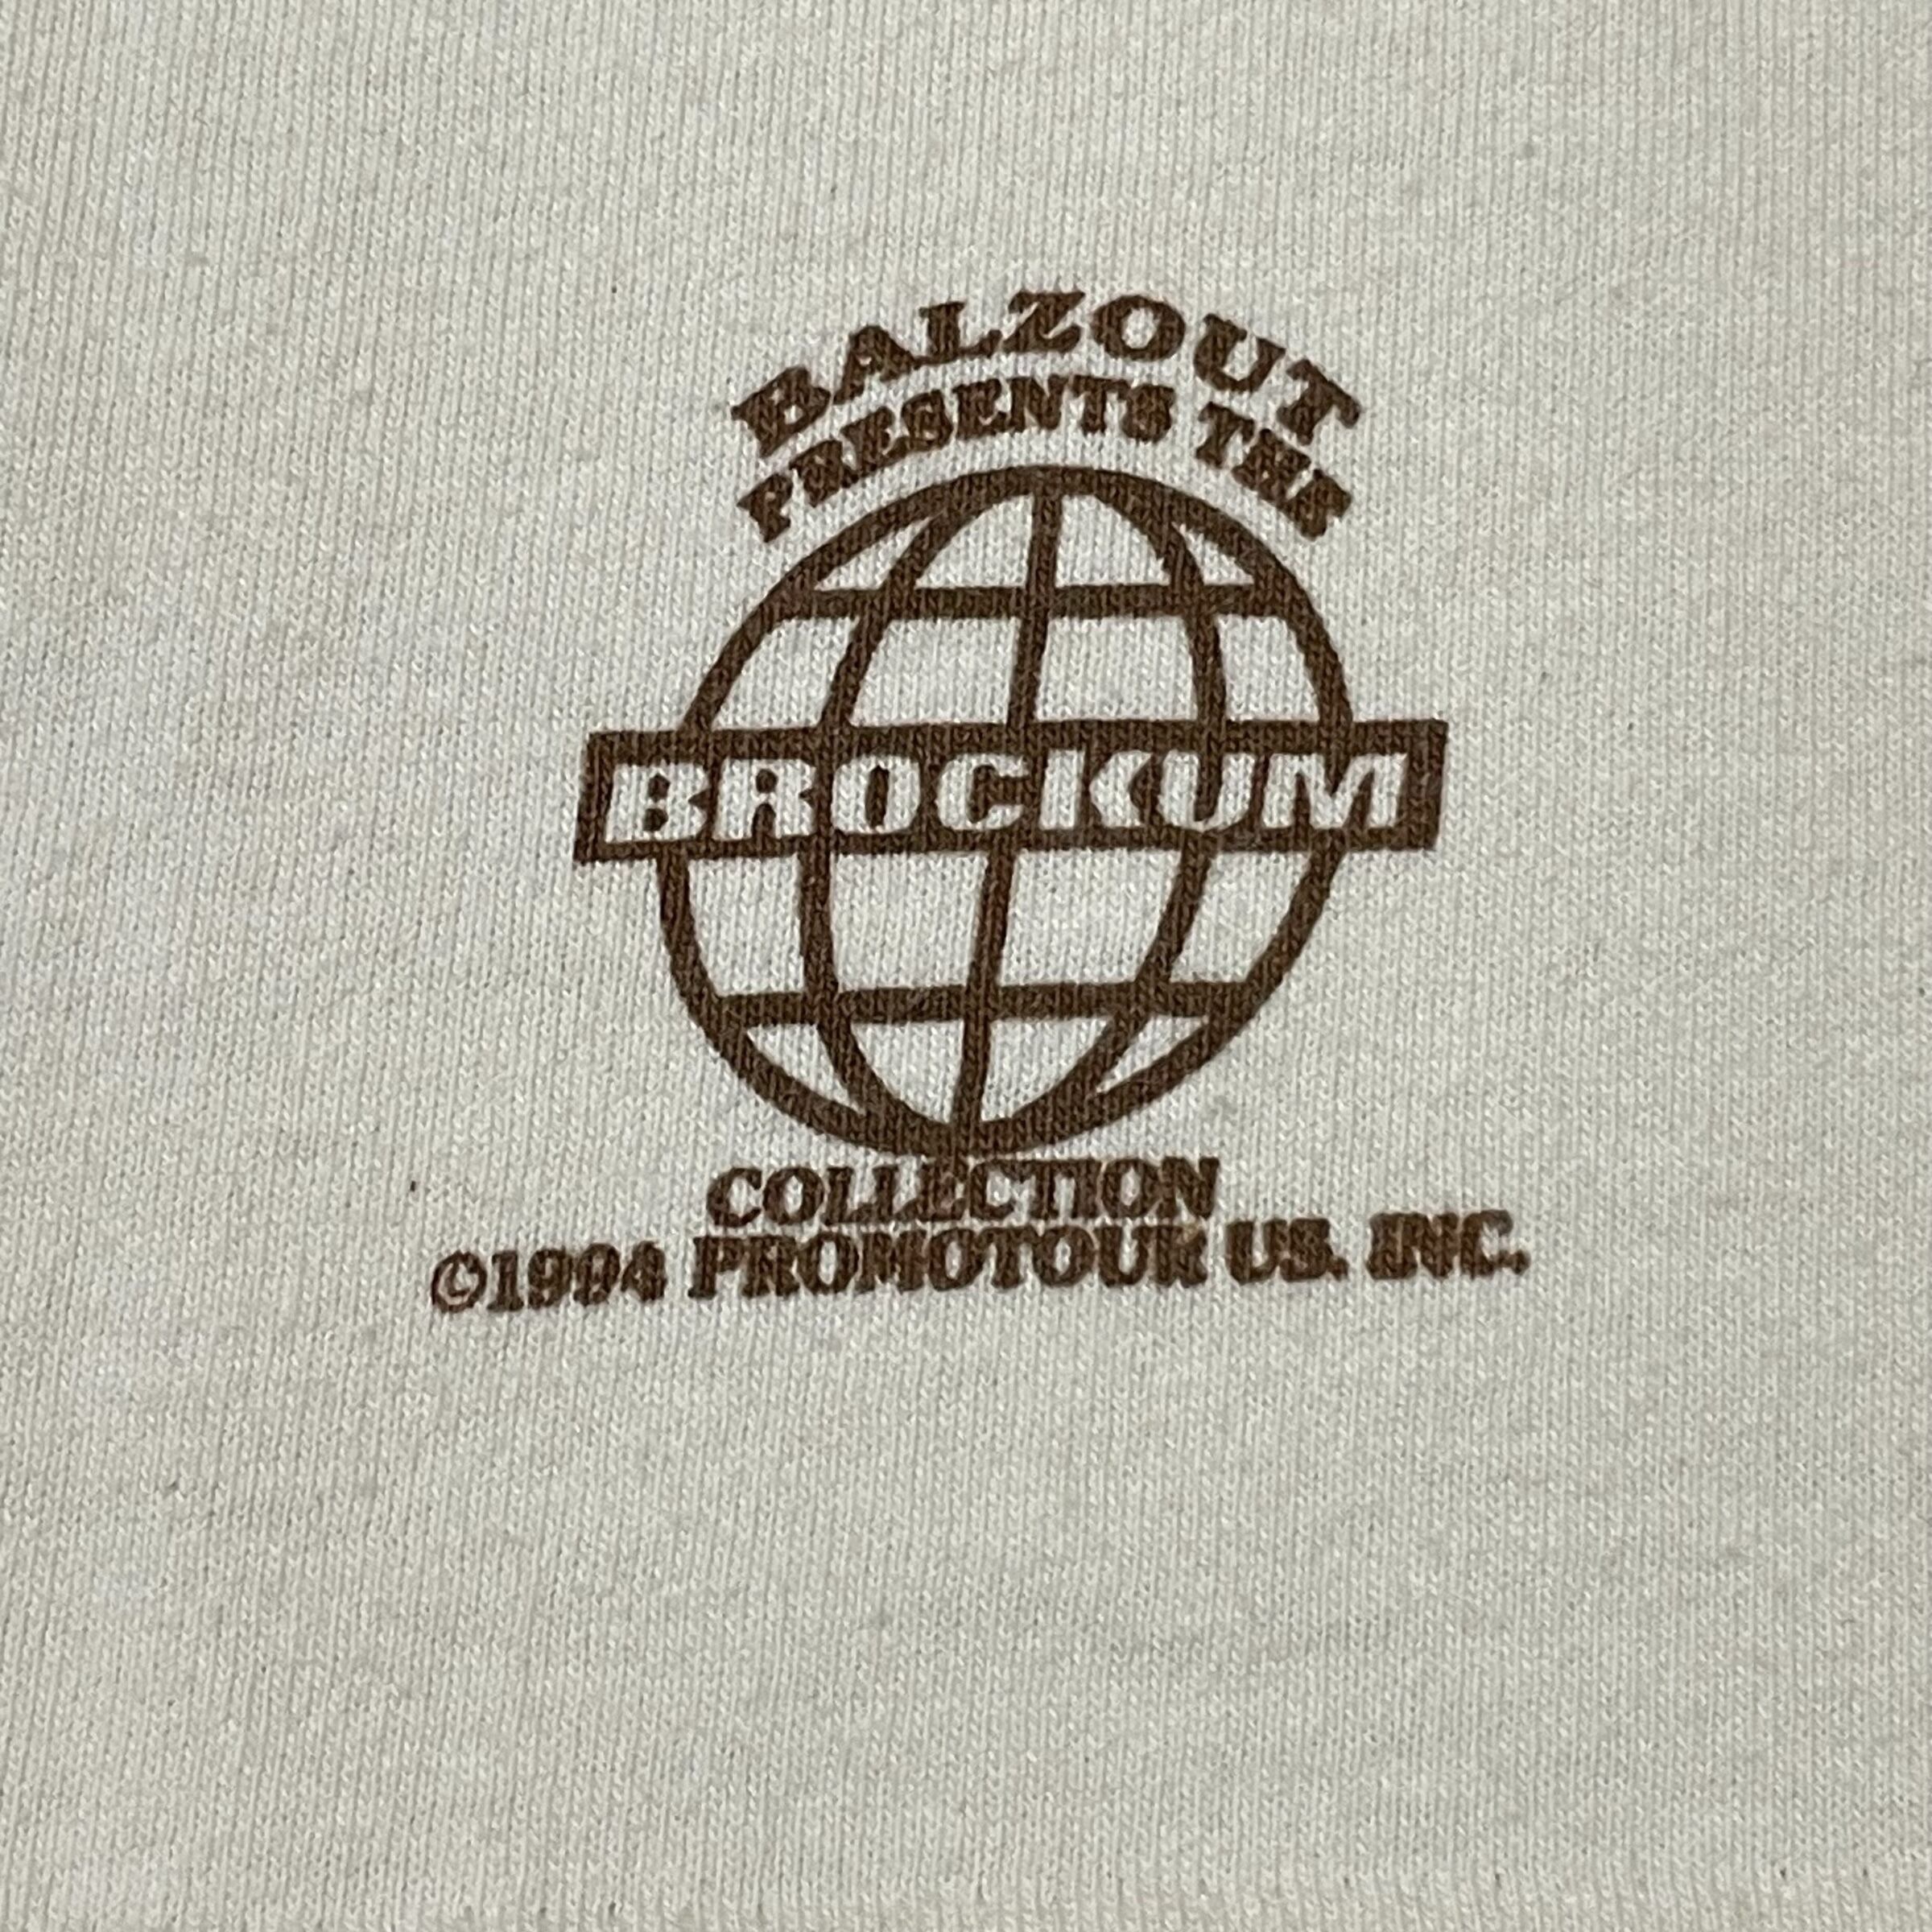 BALZOUT
PRESENTS THE
BROCKUM
COLLECTION
©1994 PROMOTOUR US. INC.